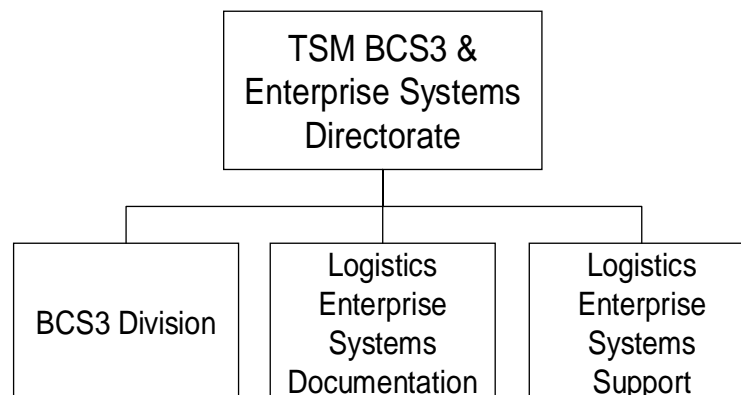 TSM BCS3 &
Enterprise Systems
Directorate
BCS3 Division
Logistics
Enterprise
Systems
Documentation
Logistics
Enterprise
Systems
Support